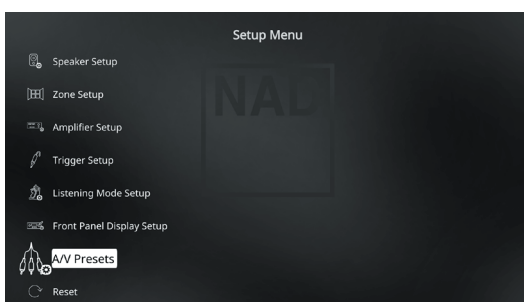 Setup Menu
Speaker Setup
Zone Setup
Amplifier Setup
Trigger Setup
Listening Mode Setup
Front Panel Display Setup
A/V Presets
Reset
NAD